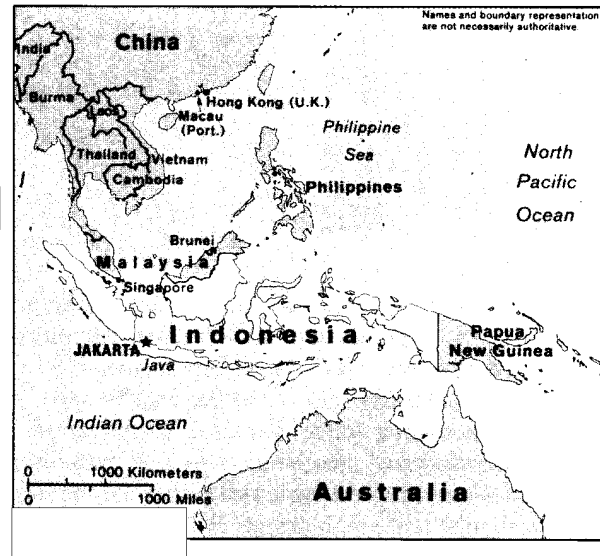 Names and boundary representation
are not necessarily authoritative
China
India
Burma
Laos
Hong Kong (U.K.)
Macau
(Port.)
Philippine
Sea
North
Pacific
Ocean
Thailand
Vietnam
Cambodia
Philippines
Brunei
Malaysia
Singapore
Indonesia
JAKARTA
Java
Papua
New Guinea
Indian Ocean
0 1000 Kilometers
0 1000 Miles
Australia